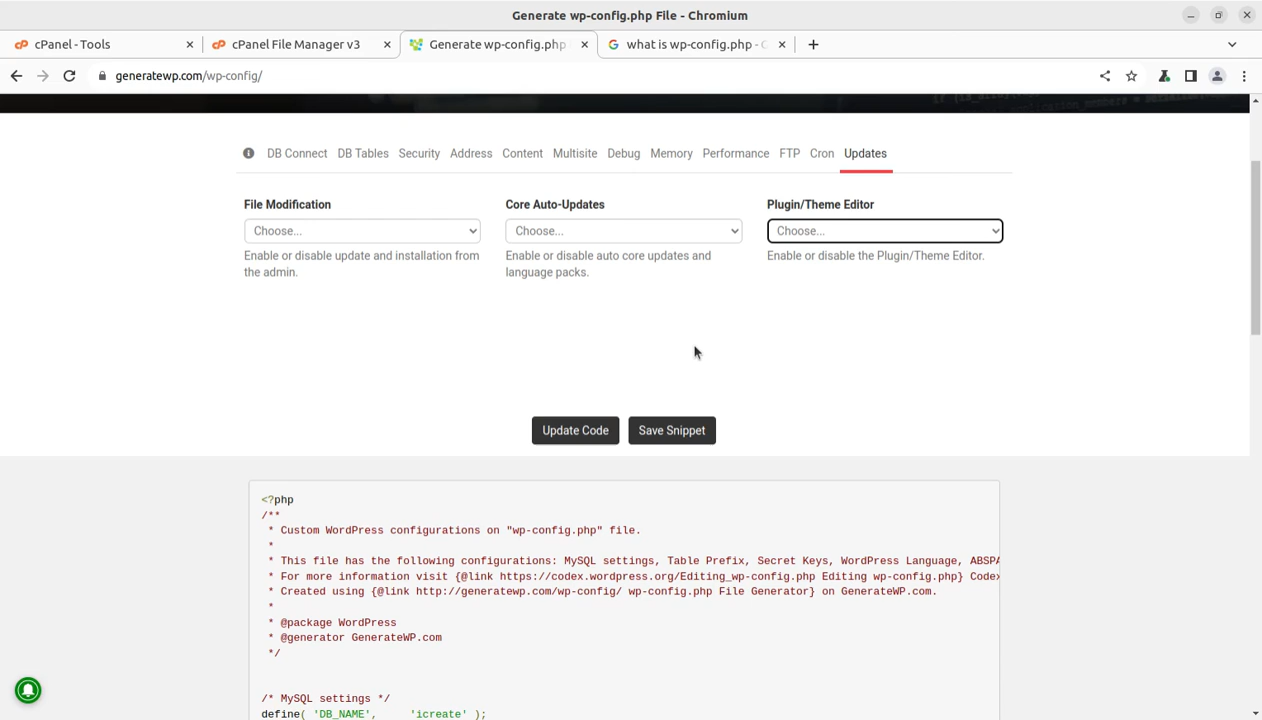 Generate wp-config.php File - Chromium
cPanel - Tools
cPanel File Manager v3
Generate wp-config.php
what is wp-config.php - G
generatewp.com/wp-config/
DB Connect DB Tables Security Address Content Multisite Debug Memory Performance FTP Cron Updates
File Modification Core Auto-Updates Plugin/Theme Editor
Choose... Choose... Choose...
Enable or disable update and installation from Enable or disable auto core updates and Enable or disable the Plugin/Theme Editor.
the admin. language packs.
Update Code Save Snippet
<?php
/**
* Custom WordPress configurations on "wp-config.php" file.
*
* This file has the following configurations: MySQL settings, Table Prefix, Secret Keys, WordPress Language, ABSPA
* For more information visit {@link https://codex.wordpress.org/Editing_wp-config.php Editing wp-config.php} Codex
* Created using {@link http://generatewp.com/wp-config/ wp-config.php File Generator} on GenerateWP.com.
*
* @package WordPress
* @generator GenerateWP.com
*/
/* MySQL settings */
define( 'DB_NAME', 'icreate' );